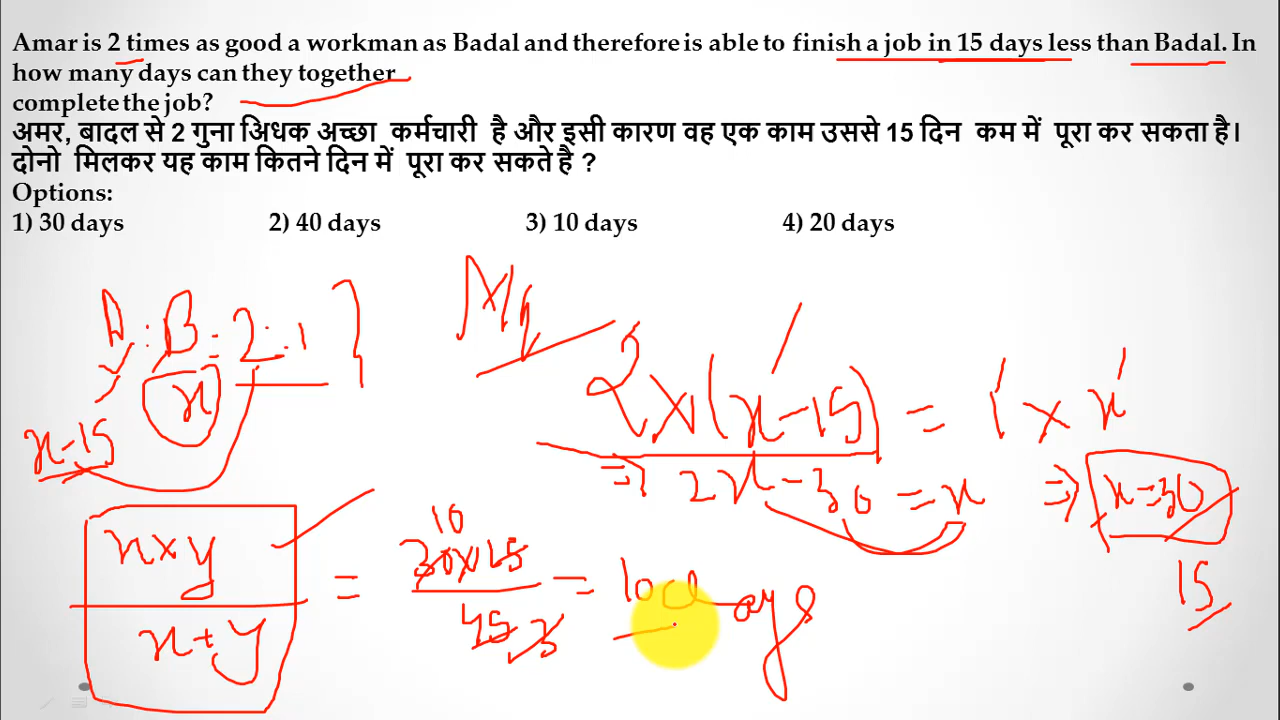 Amar is 2 times as good a workman as Badal and therefore is able to finish a job in 15 days less than Badal. In
how many days can they together
complete the job?
अमर, बादल से 2 गुना अिधक अच्छा कर्मचारी है और इसी कारण वह एक काम उससे 15 दिन कम में पूरा कर सकता है।
दोनो मिलकर यह काम कितने दिन में पूरा कर सकते है ?
Options:
1) 30 days 2) 40 days 3) 10 days 4) 20 days
A : B = 2 : 1
x
x-15
2 x (x-15) = 1 x x
=> 2x - 30 = x => x = 30
15
x x y / x + y = 30 x 15 / 45 = 10 days
10
3